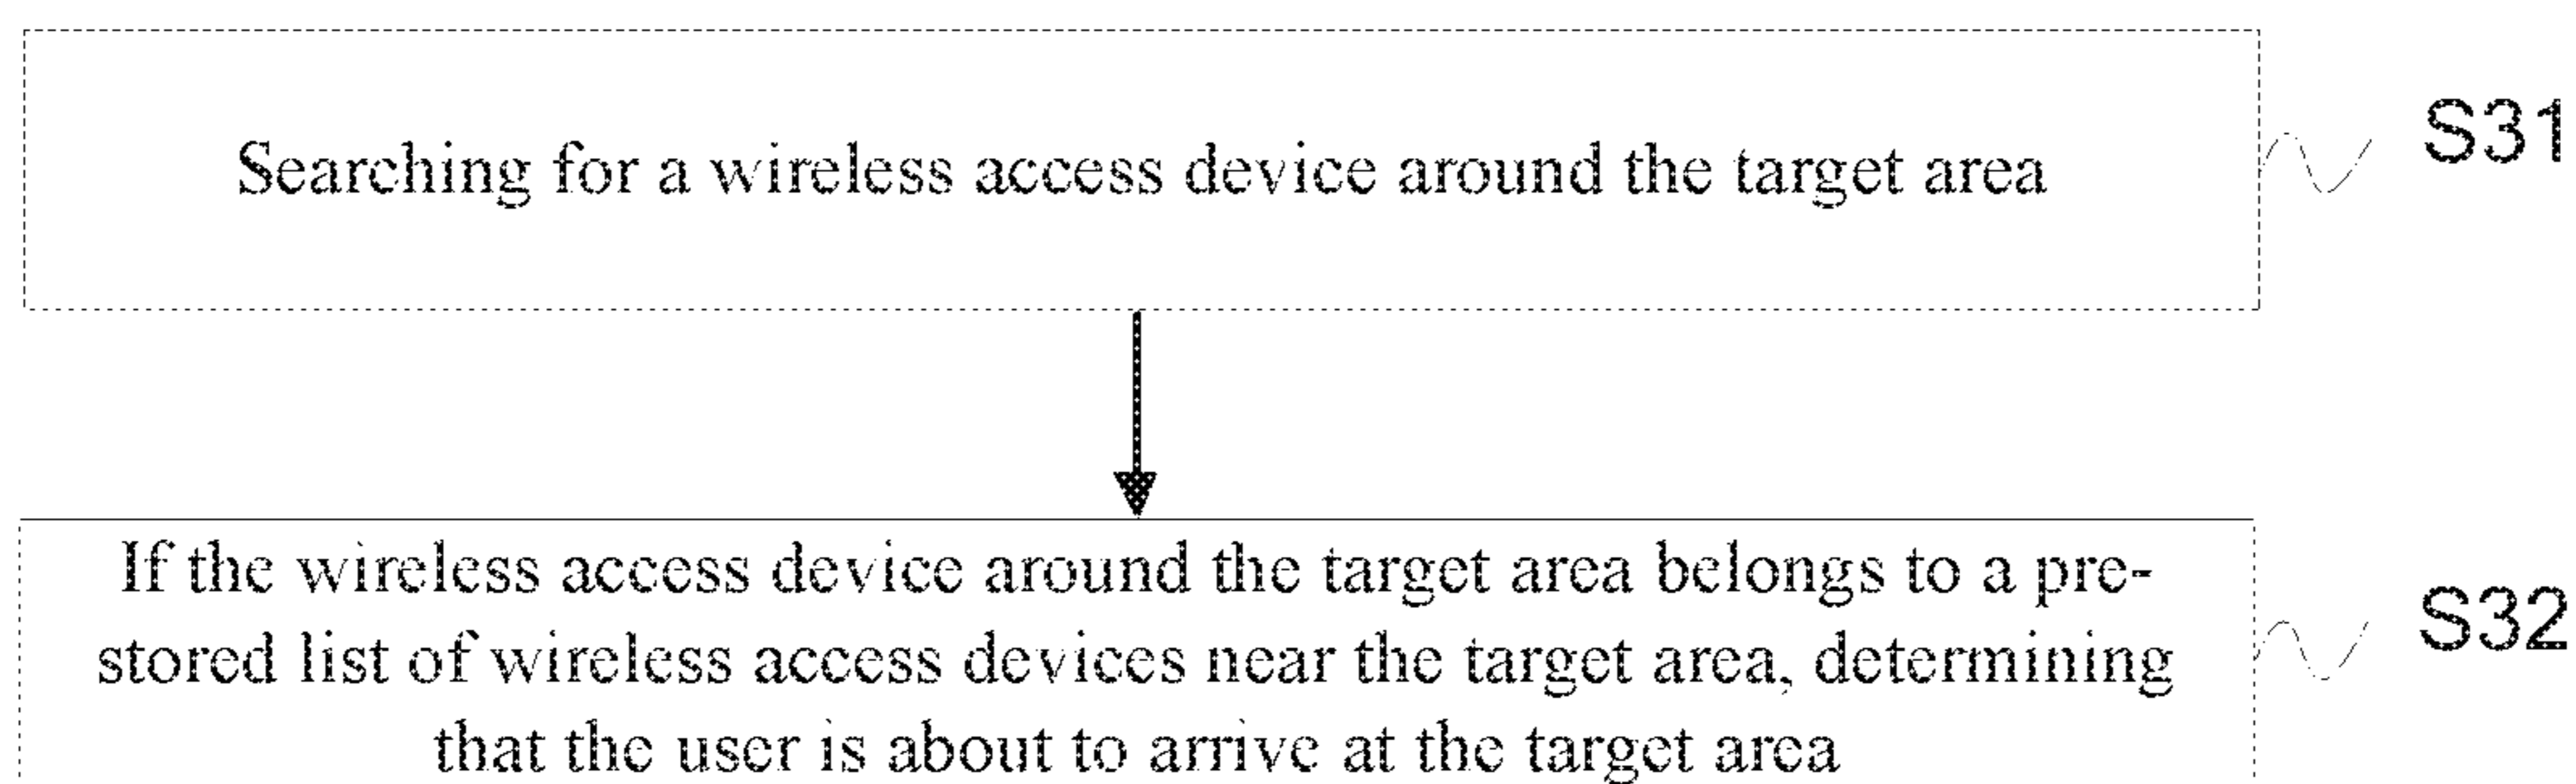 Searching for a wireless access device around the target area
S31
If the wireless access device around the target area belongs to a pre-
stored list of wireless access devices near the target area, determining
that the user is about to arrive at the target area
S32